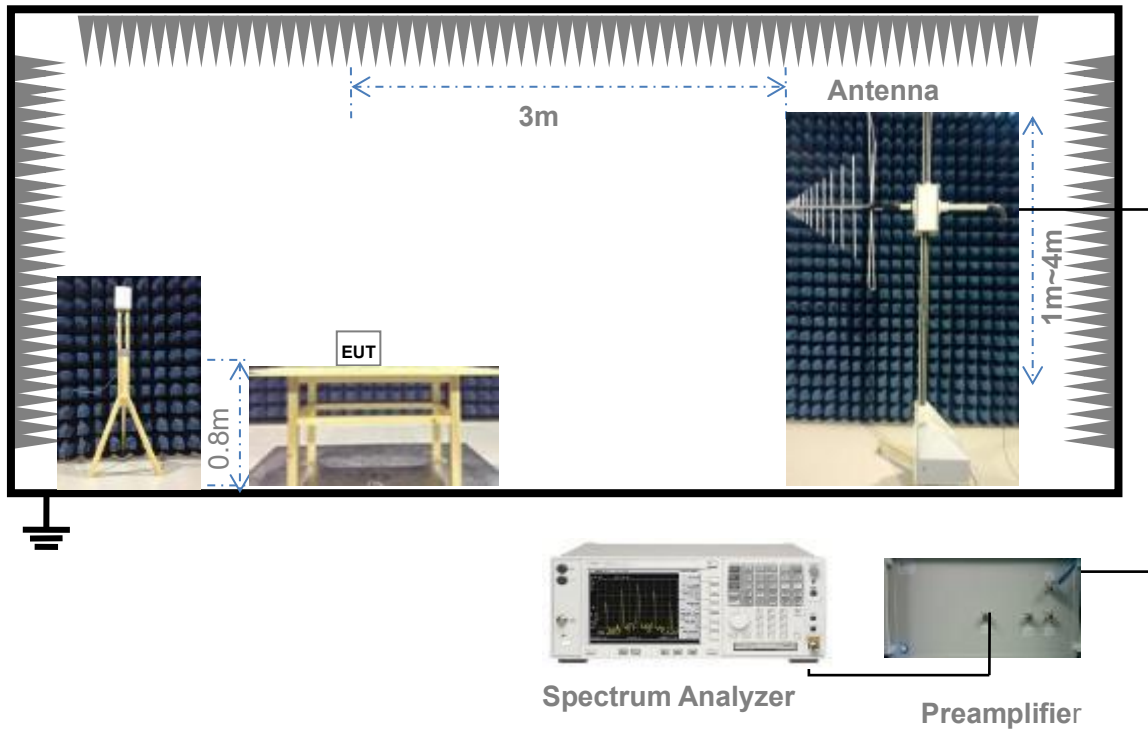 Antenna
3m
1m~4m
EUT
0.8m
Spectrum Analyzer
Preamplifier